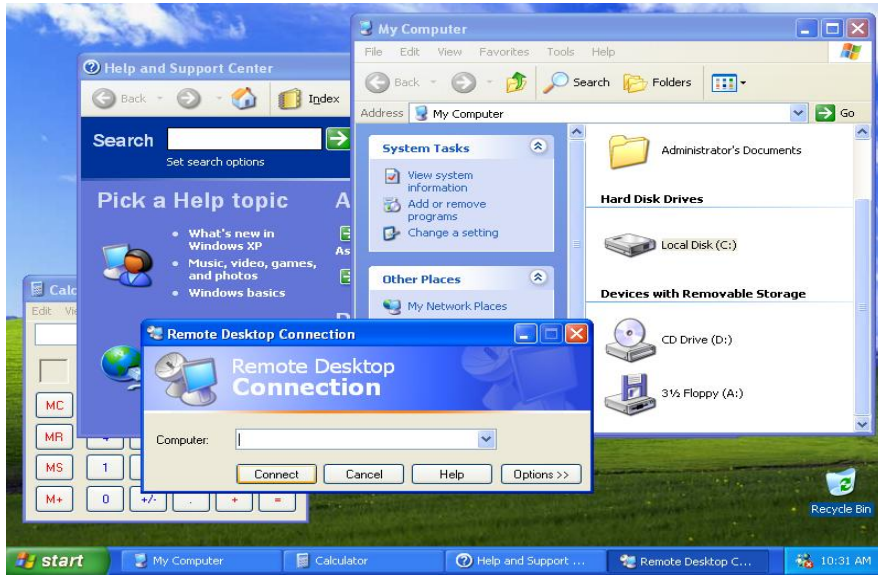 My Computer
File Edit View Favorites Tools Help
Back Search Folders
Address My Computer Go
System Tasks
View system
information
Add or remove
programs
Change a setting
Other Places
My Network Places
Administrator's Documents
Hard Disk Drives
Local Disk (C:)
Devices with Removable Storage
CD Drive (D:)
3½ Floppy (A:)
Help and Support Center
Back Index
Search
Set search options
Pick a Help topic
What's new in
Windows XP
Music, video, games,
and photos
Windows basics
Calc
Edit
MC
MR
MS 1
M+ 0 +/- . + =
Remote Desktop Connection
Remote Desktop
Connection
Computer:
Connect Cancel Help Options >>
Recycle Bin
start My Computer Calculator Help and Support ... Remote Desktop C... 10:31 AM